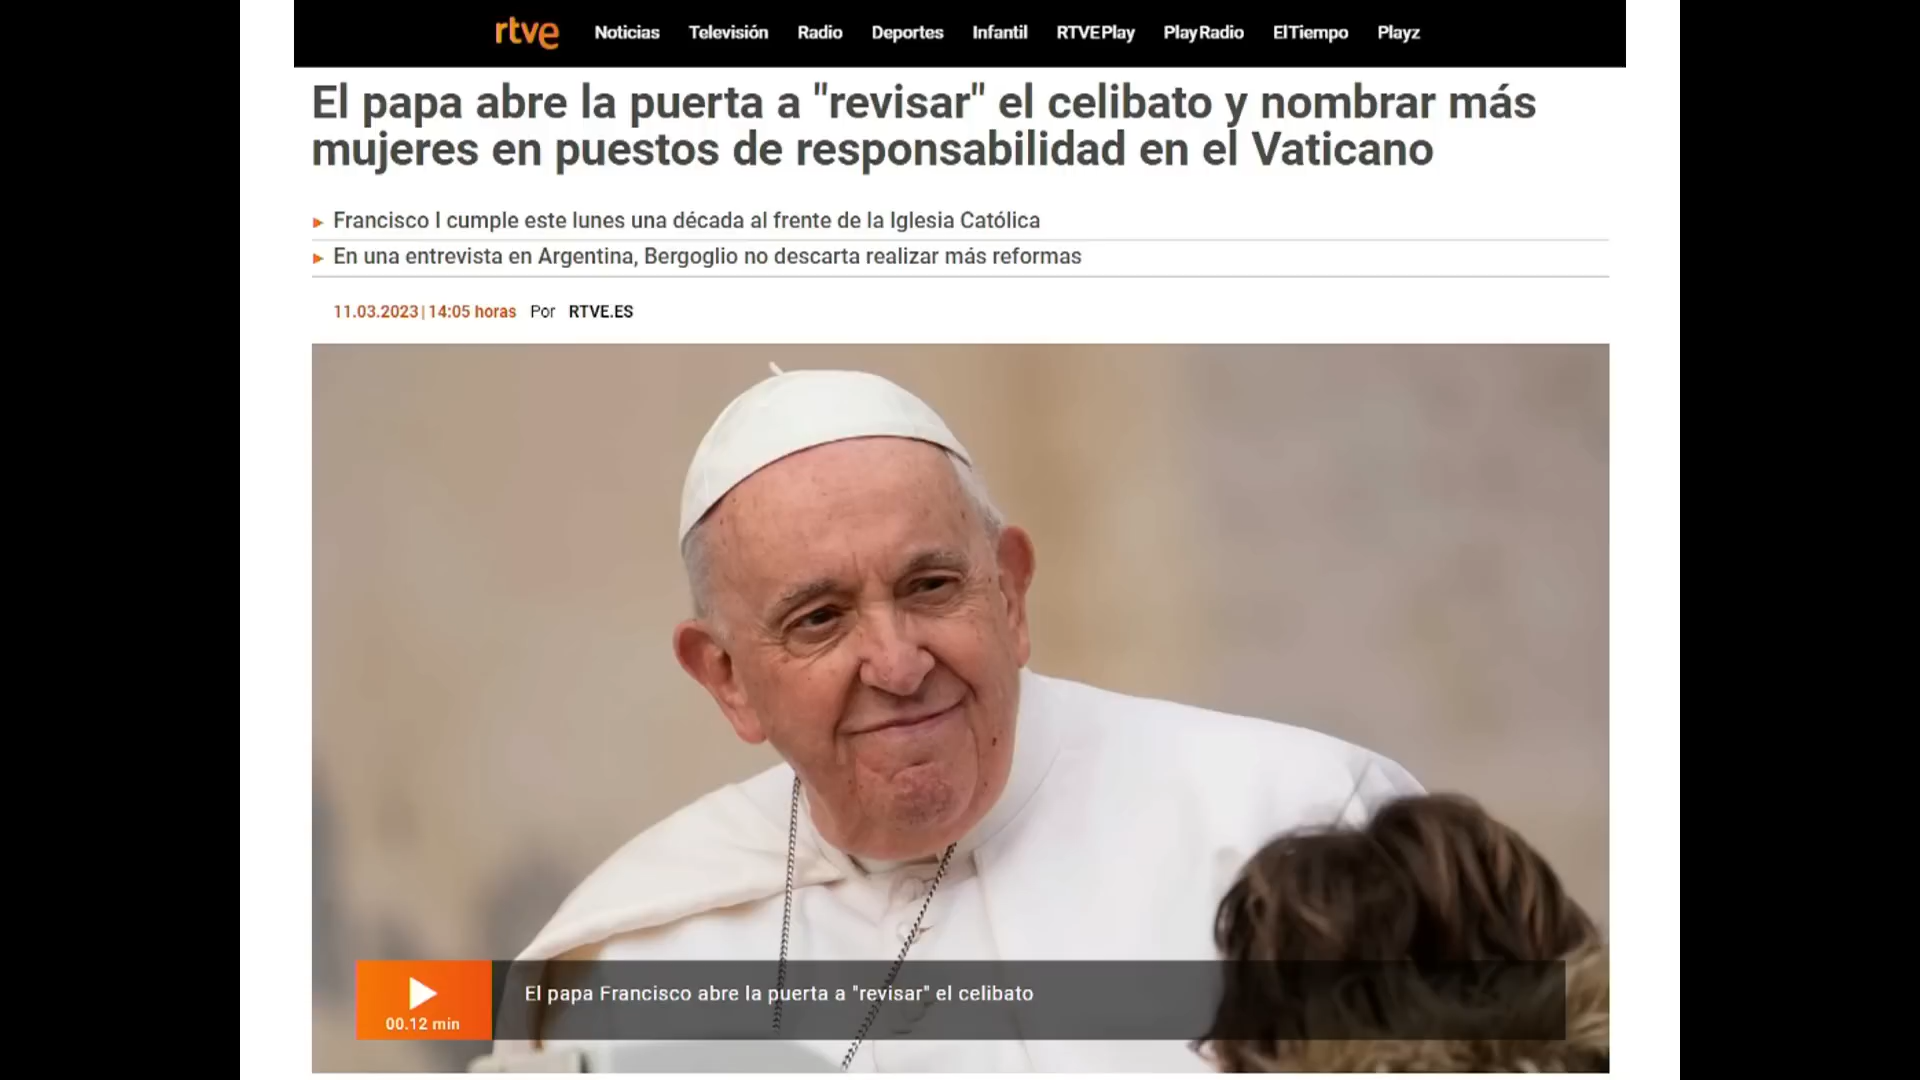 rtve Noticias Televisión Radio Deportes Infantil RTVEPlay PlayRadio ElTiempo Playz
El papa abre la puerta a "revisar" el celibato y nombrar más
mujeres en puestos de responsabilidad en el Vaticano
Francisco I cumple este lunes una década al frente de la Iglesia Católica
En una entrevista en Argentina, Bergoglio no descarta realizar más reformas
11.03.2023 | 14:05 horas Por RTVE.ES
El papa Francisco abre la puerta a "revisar" el celibato
00.12 min